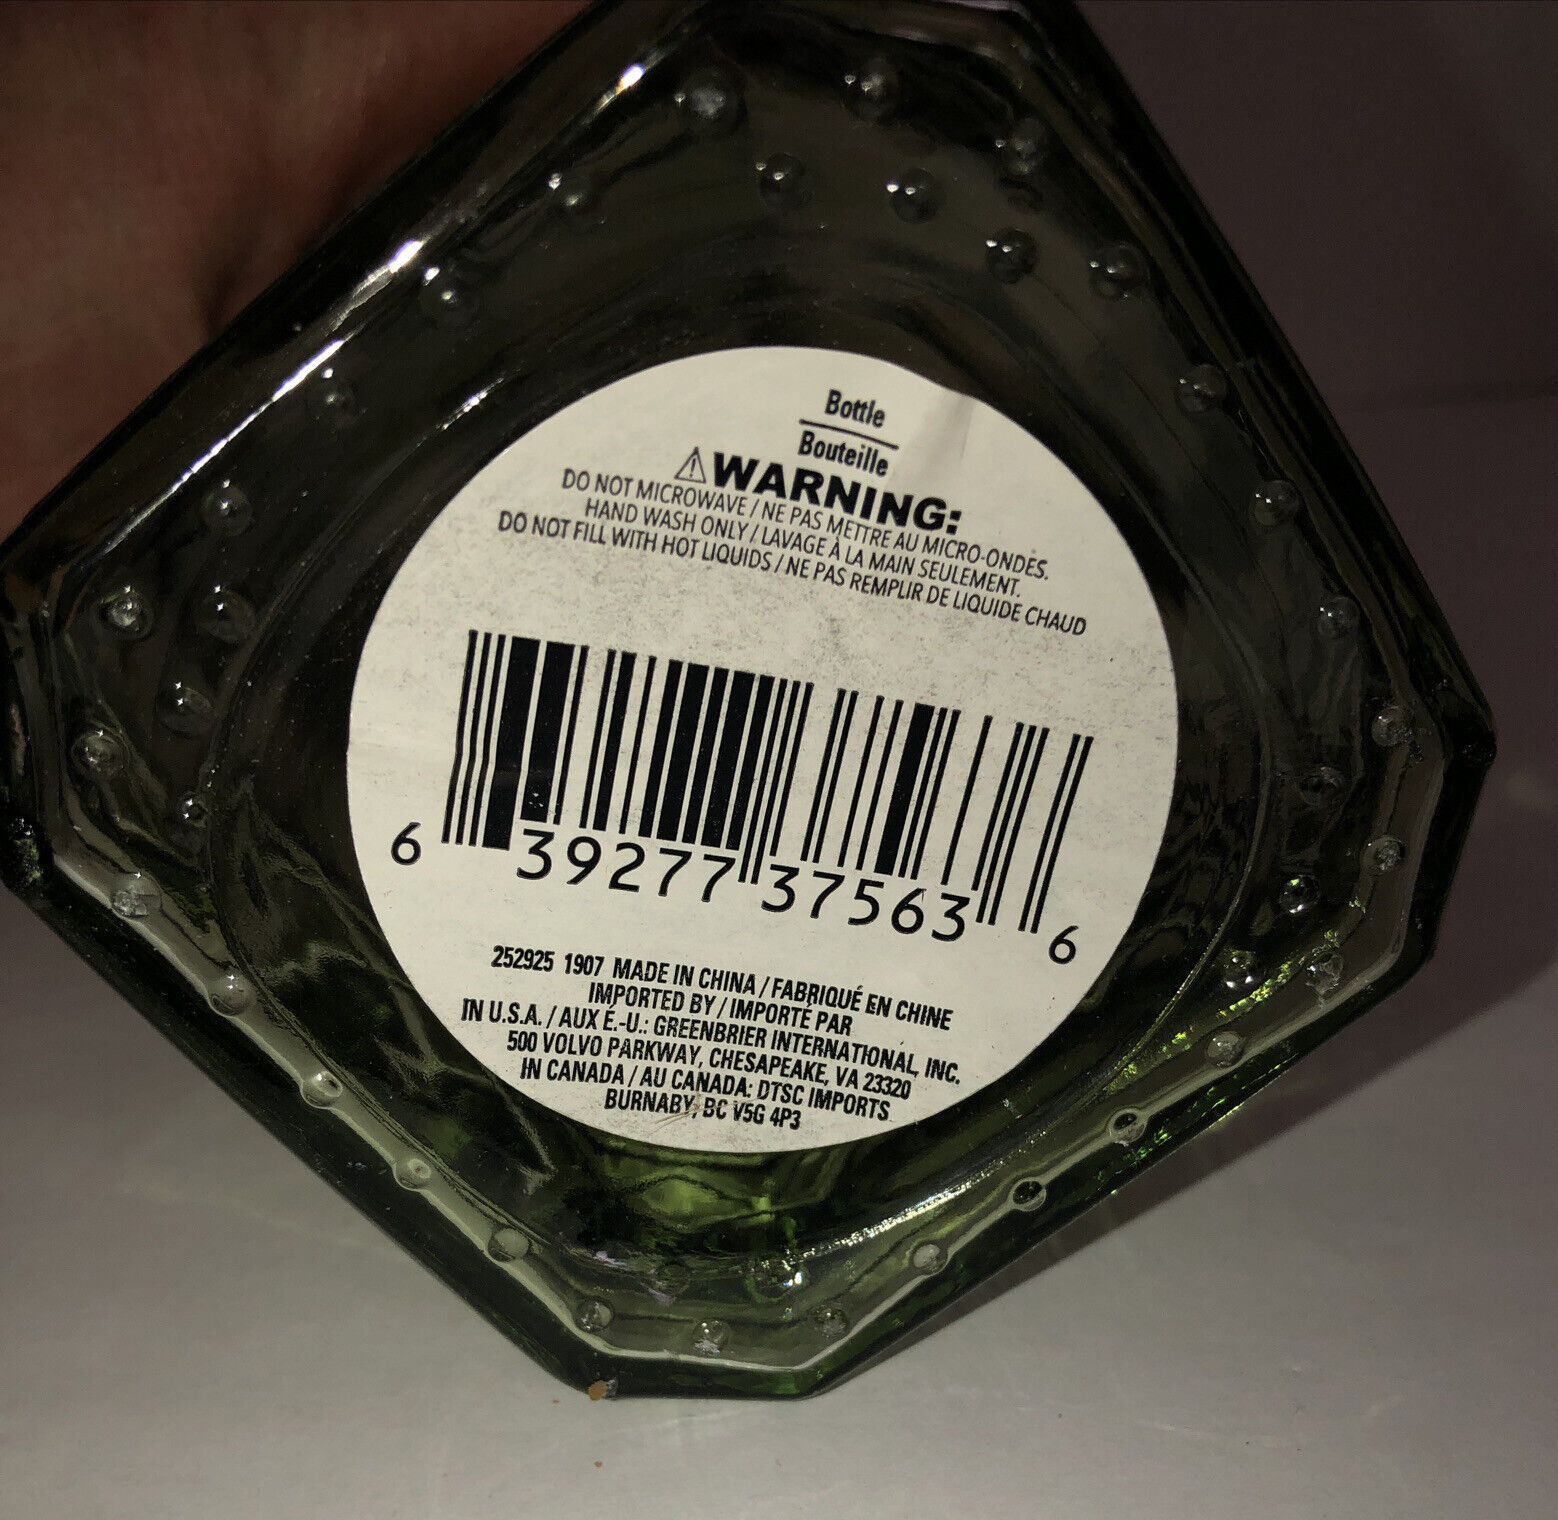 Bottle
Bouteille
⚠WARNING:
DO NOT MICROWAVE / NE PAS METTRE AU MICRO-ONDES.
HAND WASH ONLY / LAVAGE À LA MAIN SEULEMENT.
DO NOT FILL WITH HOT LIQUIDS / NE PAS REMPLIR DE LIQUIDE CHAUD
6 39277 37563 6
252925 1907 MADE IN CHINA / FABRIQUÉ EN CHINE
IMPORTED BY / IMPORTÉ PAR
IN U.S.A. / AUX É.-U.: GREENBRIER INTERNATIONAL, INC.
500 VOLVO PARKWAY, CHESAPEAKE, VA 23320
IN CANADA / AU CANADA: DTSC IMPORTS
BURNABY, BC V5G 4P3